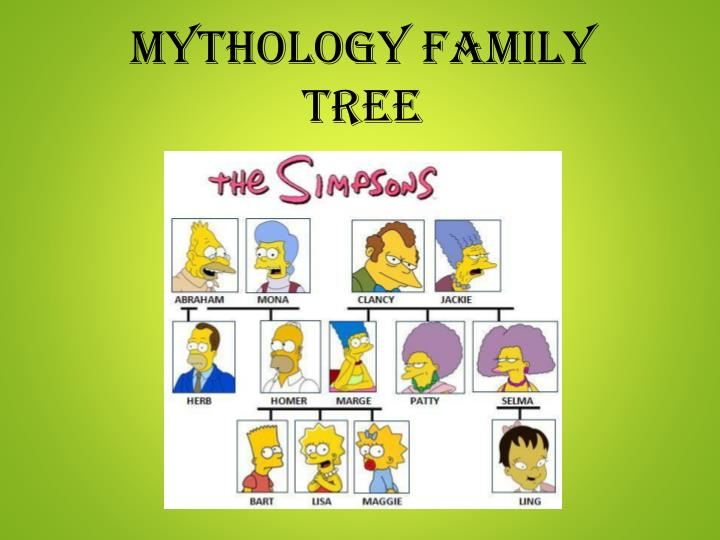 MYTHOLOGY FAMILY
TREE
THE SIMPSONS
ABRAHAM MONA CLANCY JACKIE
HERB HOMER MARGE PATTY SELMA
BART LISA MAGGIE LING